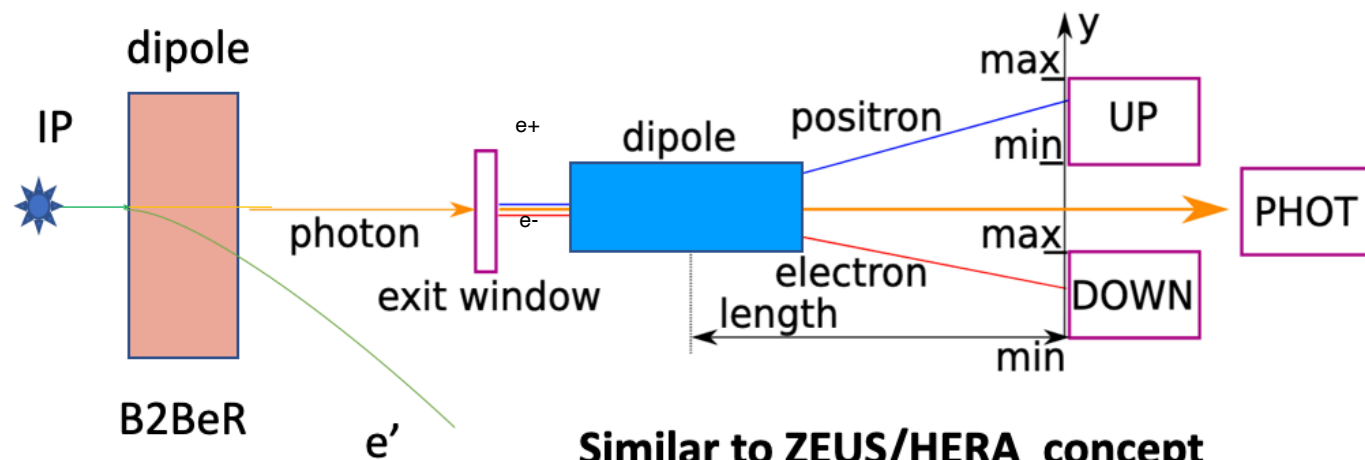 dipole
IP
B2BeR
e’
photon
exit window
e+
e-
dipole
positron
electron
length
y
max
min
UP
max
min
DOWN
PHOT
Similar to ZEUS/HERA concept